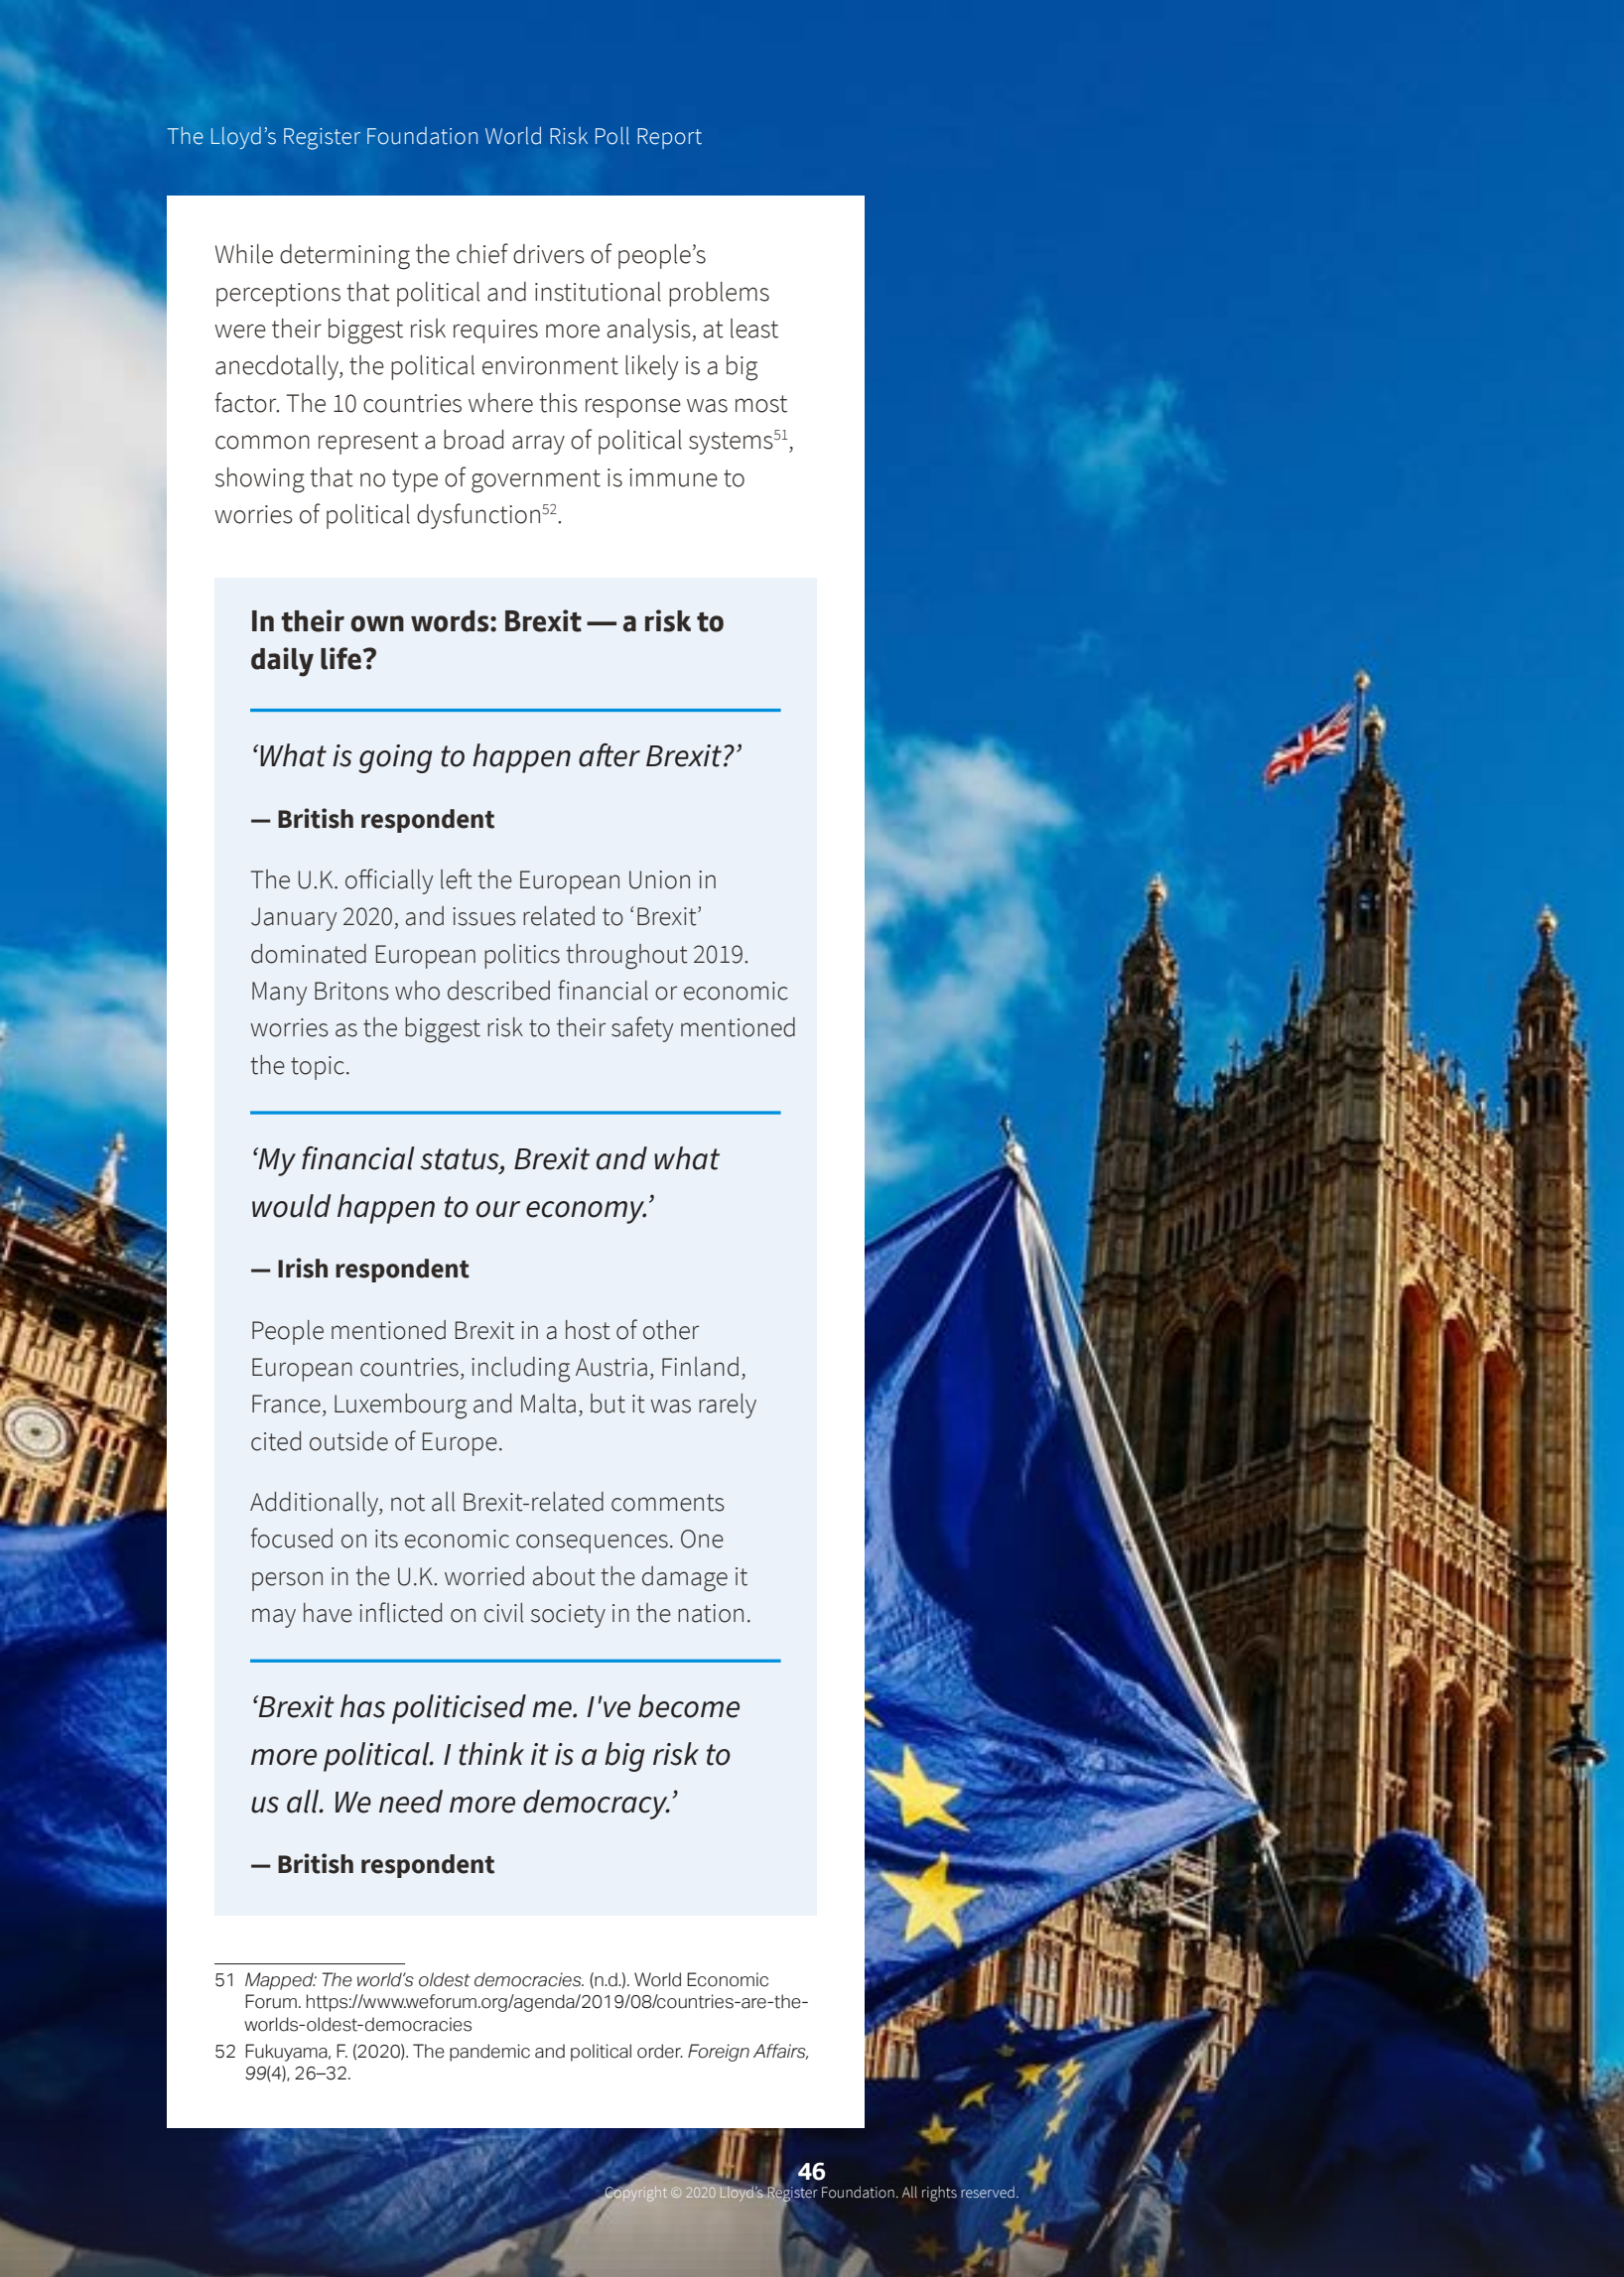 The Lloyd’s Register Foundation World Risk Poll Report
While determining the chief drivers of people’s
perceptions that political and institutional problems
were their biggest risk requires more analysis, at least
anecdotally, the political environment likely is a big
factor. The 10 countries where this response was most
common represent a broad array of political systems51,
showing that no type of government is immune to
worries of political dysfunction52.
In their own words: Brexit — a risk to
daily life?
‘What is going to happen after Brexit?’
— British respondent
The U.K. officially left the European Union in
January 2020, and issues related to ‘Brexit’
dominated European politics throughout 2019.
Many Britons who described financial or economic
worries as the biggest risk to their safety mentioned
the topic.
‘My financial status, Brexit and what
would happen to our economy.’
— Irish respondent
People mentioned Brexit in a host of other
European countries, including Austria, Finland,
France, Luxembourg and Malta, but it was rarely
cited outside of Europe.
Additionally, not all Brexit-related comments
focused on its economic consequences. One
person in the U.K. worried about the damage it
may have inflicted on civil society in the nation.
‘Brexit has politicised me. I've become
more political. I think it is a big risk to
us all. We need more democracy.’
— British respondent
51 Mapped: The world’s oldest democracies. (n.d.). World Economic
Forum. https://www.weforum.org/agenda/2019/08/countries-are-the-
worlds-oldest-democracies
52 Fukuyama, F. (2020). The pandemic and political order. Foreign Affairs,
99(4), 26–32.
46
Copyright © 2020 Lloyd’s Register Foundation. All rights reserved.